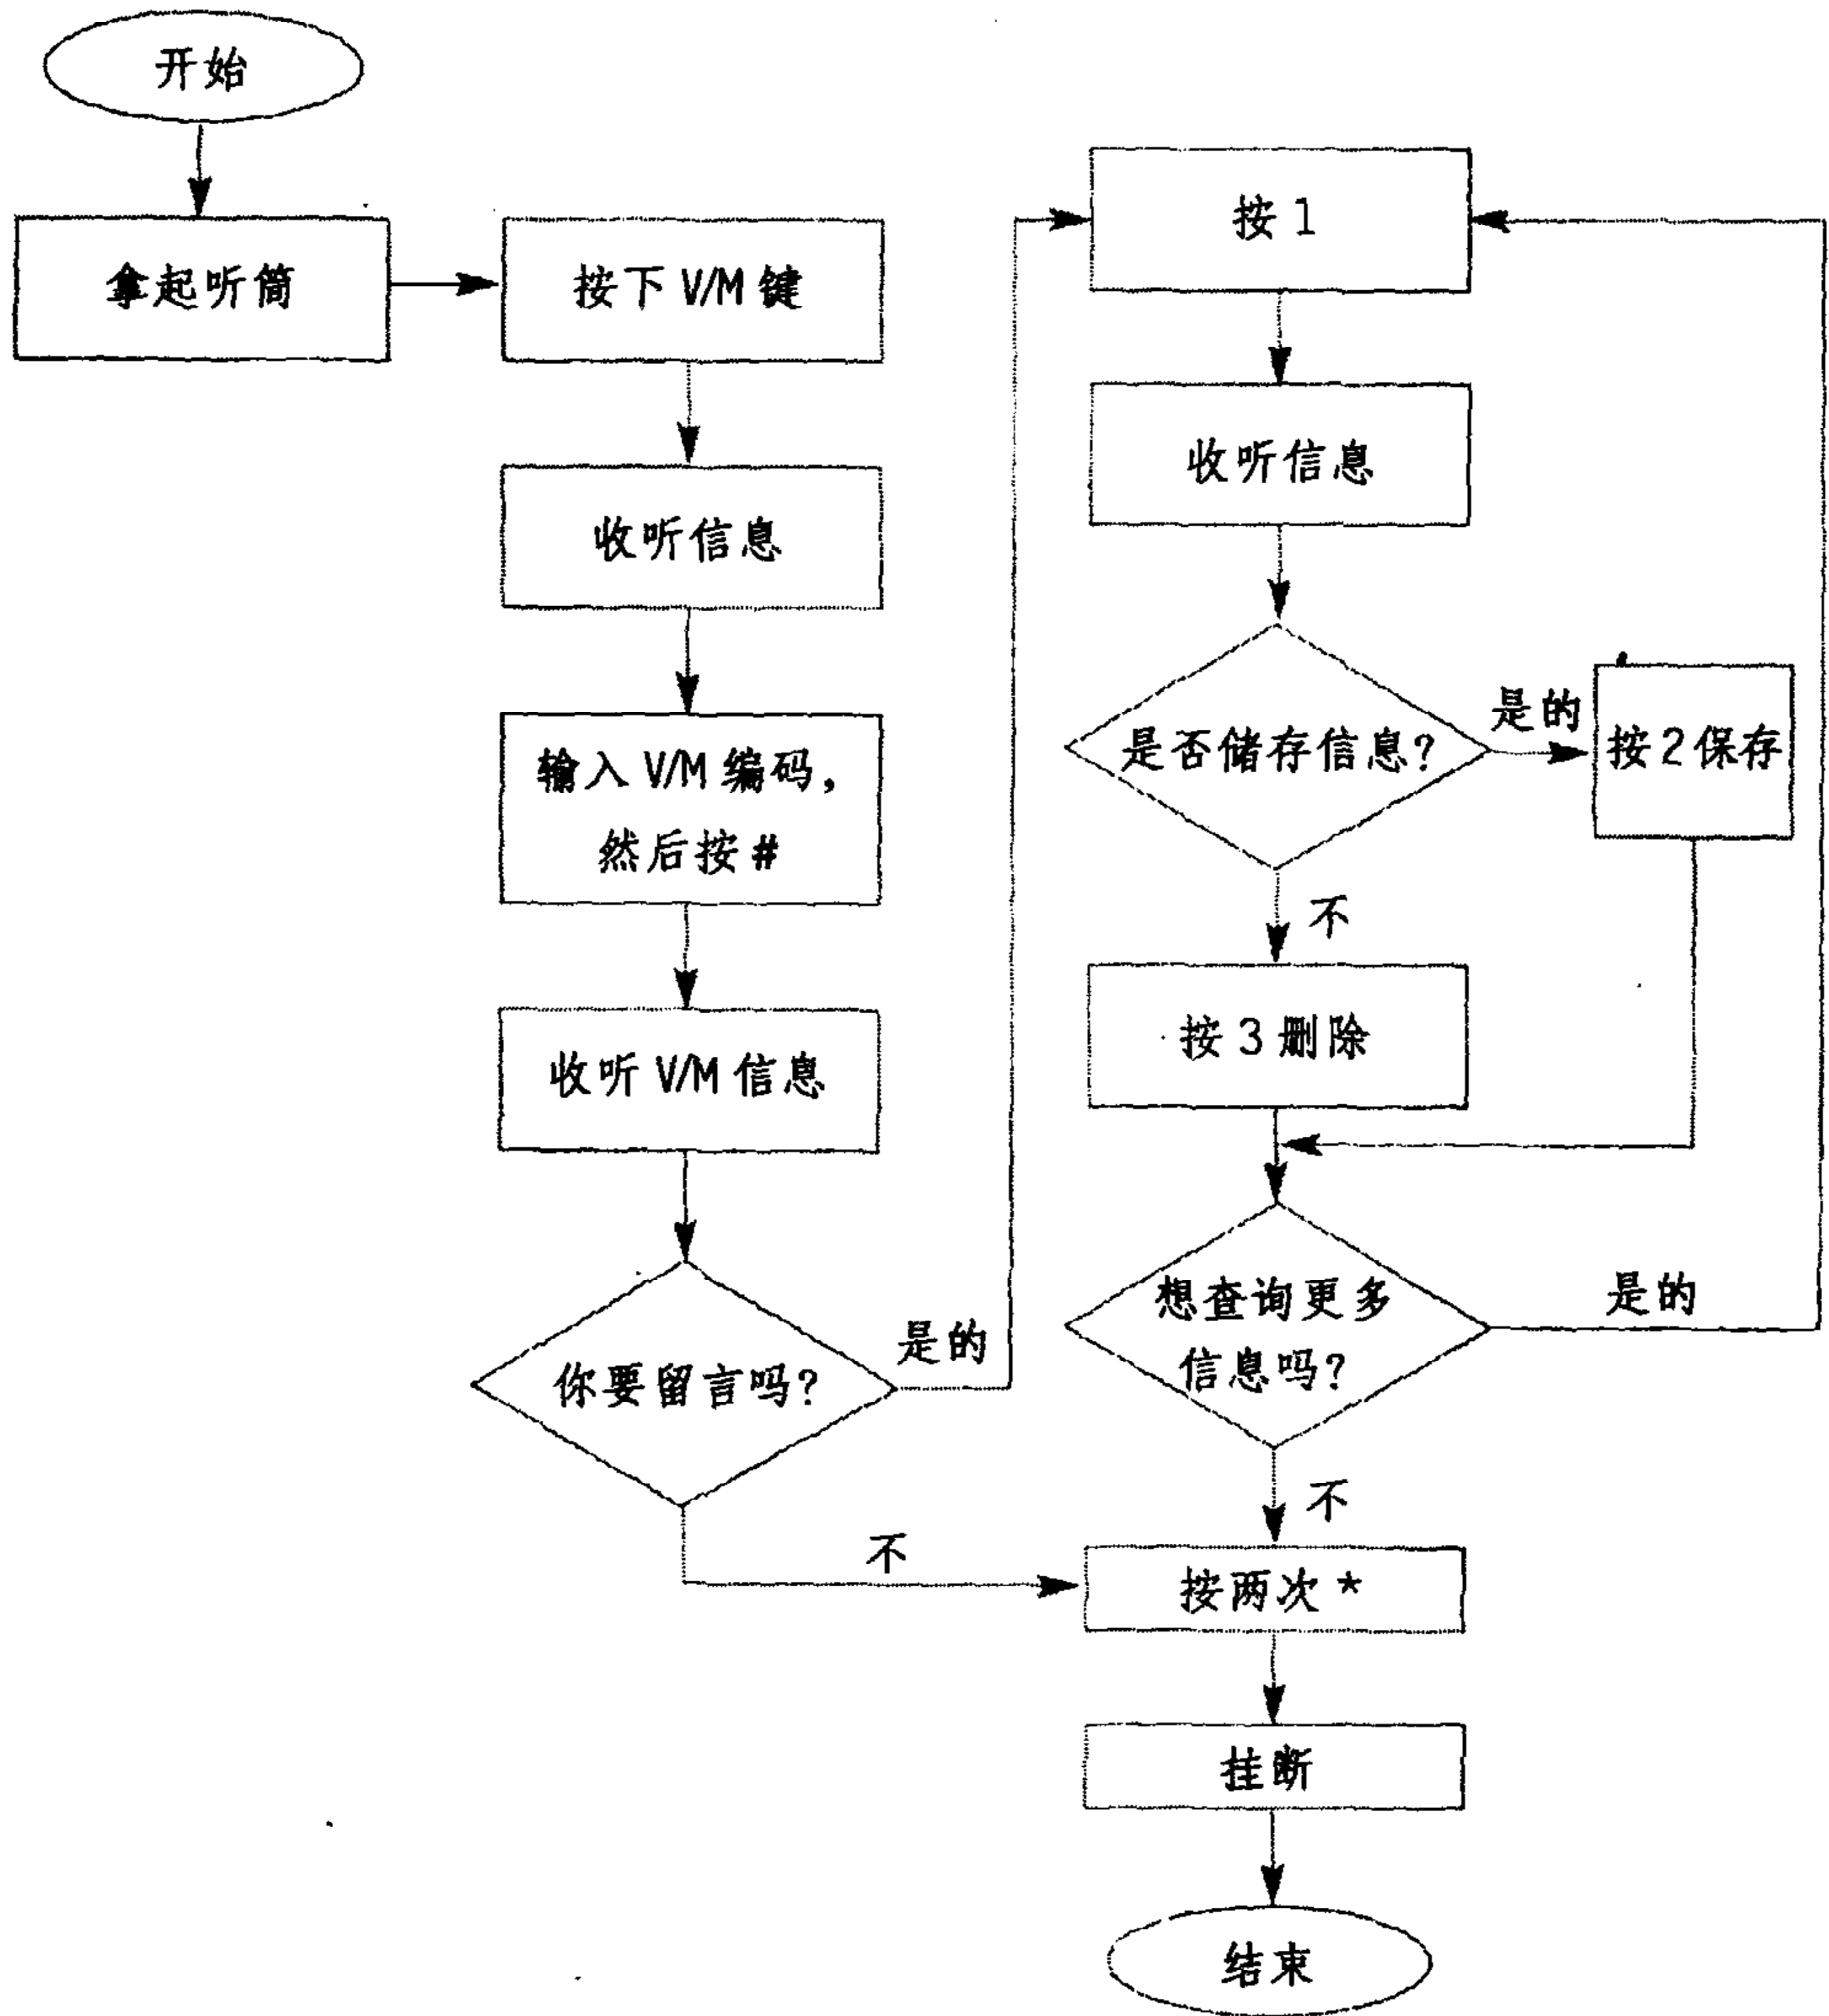 开始
拿起听筒
按下 V/M 键
收听信息
输入 V/M 编码,
然后按 #
收听 V/M 信息
你要留言吗?
是的
不
按 1
收听信息
是否储存信息?
是的
按 2 保存
不
按 3 删除
想查询更多
信息吗?
是的
不
按两次 *
挂断
结束